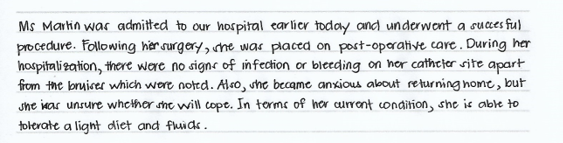 Ms Martin was admitted to our hospital earlier today and underwent a succesful
procedure. Following her surgery, she was placed on post-operative care. During her
hospitalization, there were no signs of infection or bleeding on her catheter site apart
from the bruises which were noted. Also, she became anxious about returning home, but
she was unsure whether she will cope. In terms of her current condition, she is able to
tolerate a light diet and fluids.